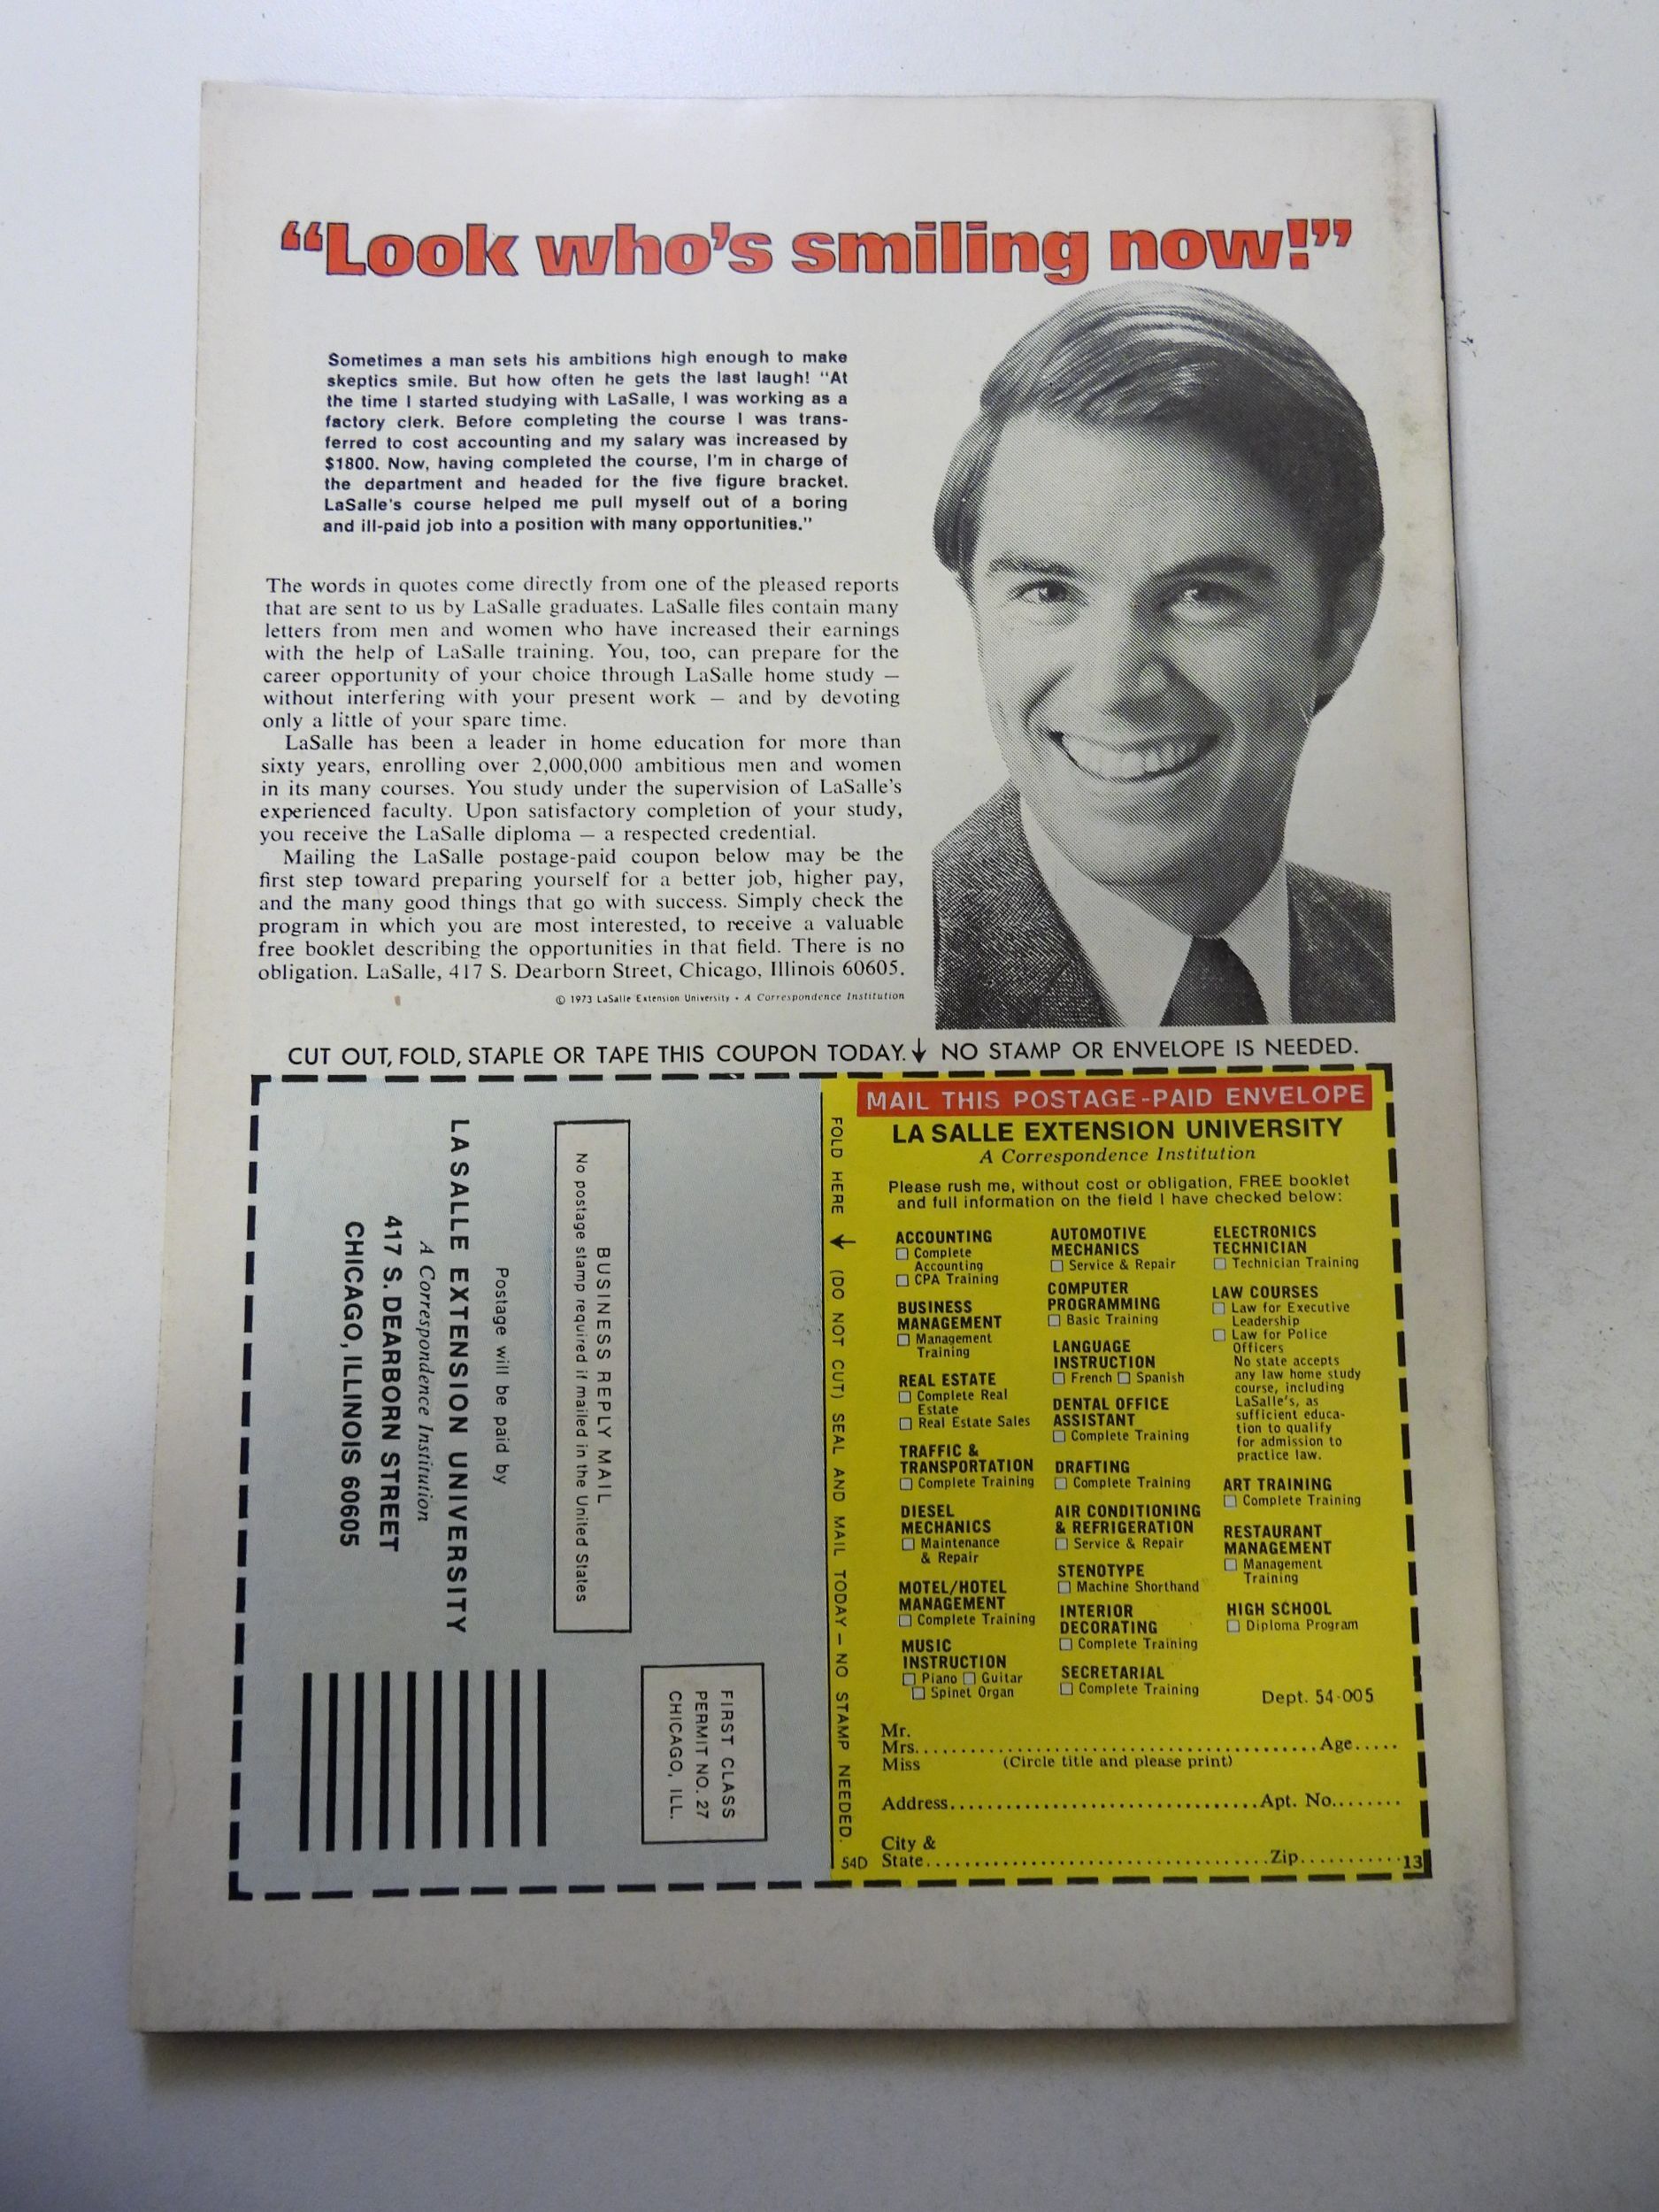 “Look who’s smiling now!”
Sometimes a man sets his ambitions high enough to make
skeptics smile. But how often he gets the last laugh! “At
the time I started studying with LaSalle, I was working as a
factory clerk. Before completing the course I was trans-
ferred to cost accounting and my salary was increased by
$1800. Now, having completed the course, I'm in charge of
the department and headed for the five figure bracket.
LaSalle's course helped me pull myself out of a boring
and ill-paid job into a position with many opportunities.”
The words in quotes come directly from one of the pleased reports
that are sent to us by LaSalle graduates. LaSalle files contain many
letters from men and women who have increased their earnings
with the help of LaSalle training. You, too, can prepare for the
career opportunity of your choice through LaSalle home study —
without interfering with your present work — and by devoting
only a little of your spare time.
LaSalle has been a leader in home education for more than
sixty years, enrolling over 2,000,000 ambitious men and women
in its many courses. You study under the supervision of LaSalle's
experienced faculty. Upon satisfactory completion of your study,
you receive the LaSalle diploma — a respected credential.
Mailing the LaSalle postage-paid coupon below may be the
first step toward preparing yourself for a better job, higher pay,
and the many good things that go with success. Simply check the
program in which you are most interested, to receive a valuable
free booklet describing the opportunities in that field. There is no
obligation. LaSalle, 417 S. Dearborn Street, Chicago, Illinois 60605.
© 1973 LaSalle Extension University • A Correspondence Institution
CUT OUT, FOLD, STAPLE OR TAPE THIS COUPON TODAY. ↓ NO STAMP OR ENVELOPE IS NEEDED.
FIRST CLASS
PERMIT NO. 27
CHICAGO, ILL.
BUSINESS REPLY MAIL
No postage stamp required if mailed in the United States
Postage will be paid by
LA SALLE EXTENSION UNIVERSITY
A Correspondence Institution
417 S. DEARBORN STREET
CHICAGO, ILLINOIS 60605
FOLD HERE ↓ (DO NOT CUT) SEAL AND MAIL TODAY — NO STAMP NEEDED.
MAIL THIS POSTAGE-PAID ENVELOPE
LA SALLE EXTENSION UNIVERSITY
A Correspondence Institution
Please rush me, without cost or obligation, FREE booklet
and full information on the field I have checked below:
ACCOUNTING
☐ Complete
Accounting
☐ CPA Training
BUSINESS
MANAGEMENT
☐ Management
Training
REAL ESTATE
☐ Complete Real
Estate
☐ Real Estate Sales
TRAFFIC &
TRANSPORTATION
☐ Complete Training
DIESEL
MECHANICS
☐ Maintenance
& Repair
MOTEL/HOTEL
MANAGEMENT
☐ Complete Training
MUSIC
INSTRUCTION
☐ Piano ☐ Guitar
☐ Spinet Organ
AUTOMOTIVE
MECHANICS
☐ Service & Repair
COMPUTER
PROGRAMMING
☐ Basic Training
LANGUAGE
INSTRUCTION
☐ French ☐ Spanish
DENTAL OFFICE
ASSISTANT
☐ Complete Training
DRAFTING
☐ Complete Training
AIR CONDITIONING
& REFRIGERATION
☐ Service & Repair
STENOTYPE
☐ Machine Shorthand
INTERIOR
DECORATING
☐ Complete Training
SECRETARIAL
☐ Complete Training
ELECTRONICS
TECHNICIAN
☐ Technician Training
LAW COURSES
☐ Law for Executive
Leadership
☐ Law for Police
Officers
No state accepts
any law home study
course, including
LaSalle's, as
sufficient educa-
tion to qualify
for admission to
practice law.
ART TRAINING
☐ Complete Training
RESTAURANT
MANAGEMENT
☐ Management
Training
HIGH SCHOOL
☐ Diploma Program
Dept. 54-005
Mr.
Mrs. Age
Miss (Circle title and please print)
Address Apt. No.
City &
State Zip 13
54D